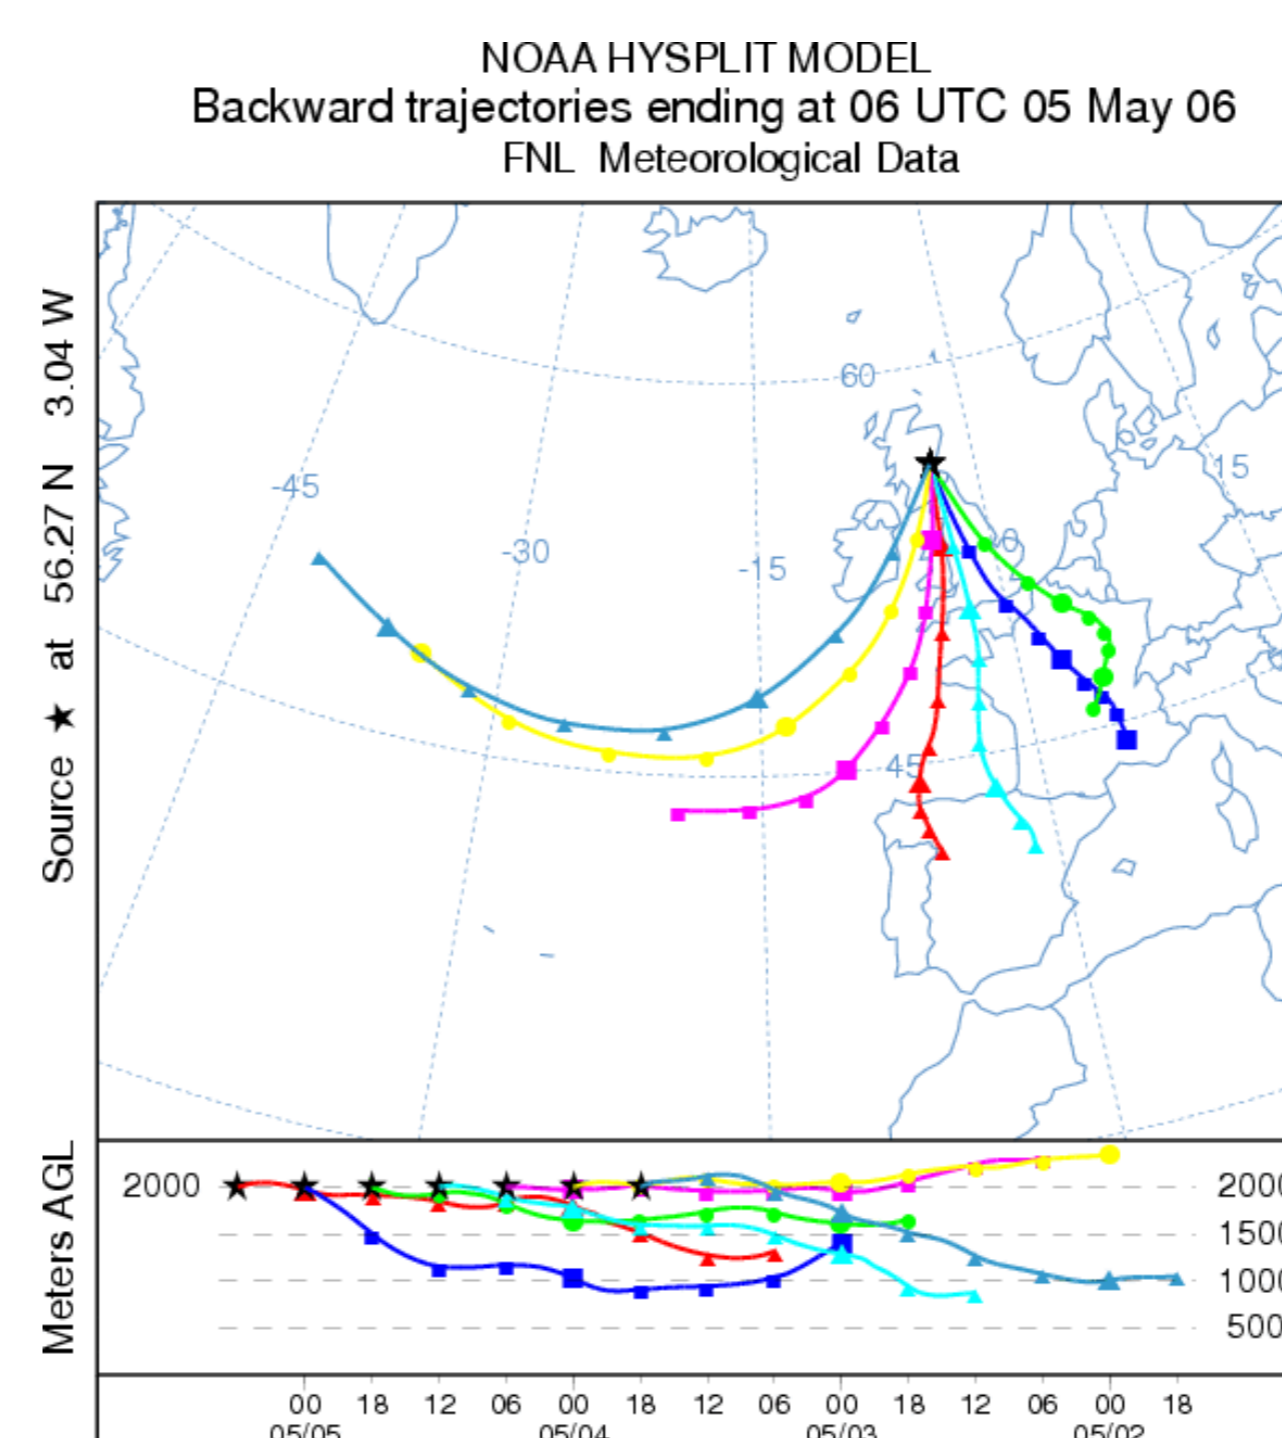 NOAA HYSPLIT MODEL
Backward trajectories ending at 06 UTC 05 May 06
FNL Meteorological Data
Source ★ at 56.27 N 3.04 W
60
-45
-30
-15
0
15
45
Meters AGL
2000
2000
1500
1000
500
00 18 12 06 00 18 12 06 00 18 12 06 00 18
05/05 05/04 05/03 05/02